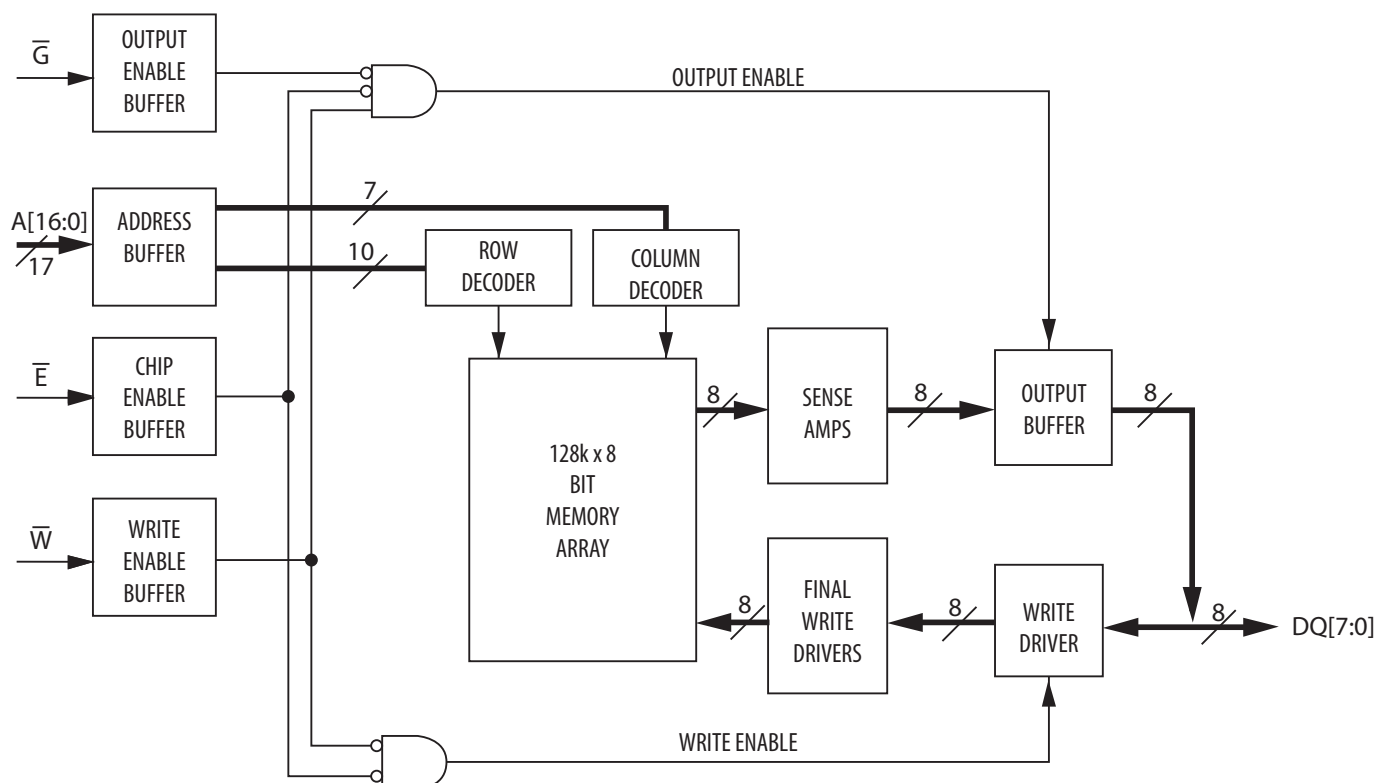 G̅
OUTPUT
ENABLE
BUFFER
OUTPUT ENABLE
A[16:0]
17
ADDRESS
BUFFER
7
10
ROW
DECODER
COLUMN
DECODER
E̅
CHIP
ENABLE
BUFFER
128k x 8
BIT
MEMORY
ARRAY
8
SENSE
AMPS
8
OUTPUT
BUFFER
8
W̅
WRITE
ENABLE
BUFFER
8
FINAL
WRITE
DRIVERS
8
WRITE
DRIVER
8
DQ[7:0]
WRITE ENABLE